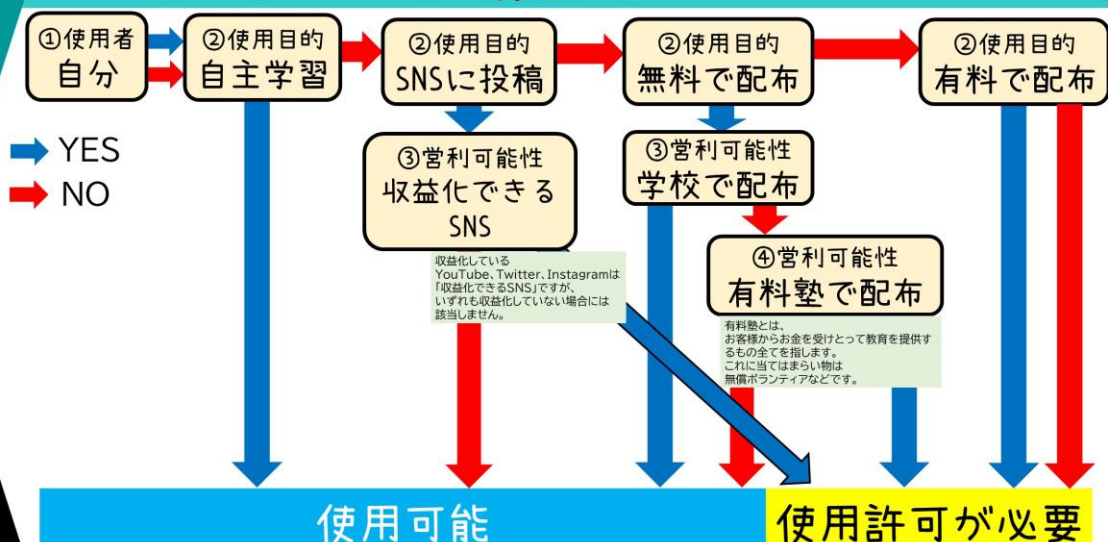 ①使用者
自分
②使用目的
自主学習
②使用目的
SNSに投稿
②使用目的
無料で配布
②使用目的
有料で配布
YES
NO
③営利可能性
収益化できる
SNS
③営利可能性
学校で配布
収益化している
YouTube、Twitter、Instagramは
「収益化できるSNS」ですが、
いずれも収益化していない場合には
該当しません。
④営利可能性
有料塾で配布
有料塾とは、
お客様からお金を受けとって教育を提供す
るもの全てを指します。
これに当てはまらい物は
無償ボランティアなどです。
使用可能
使用許可が必要